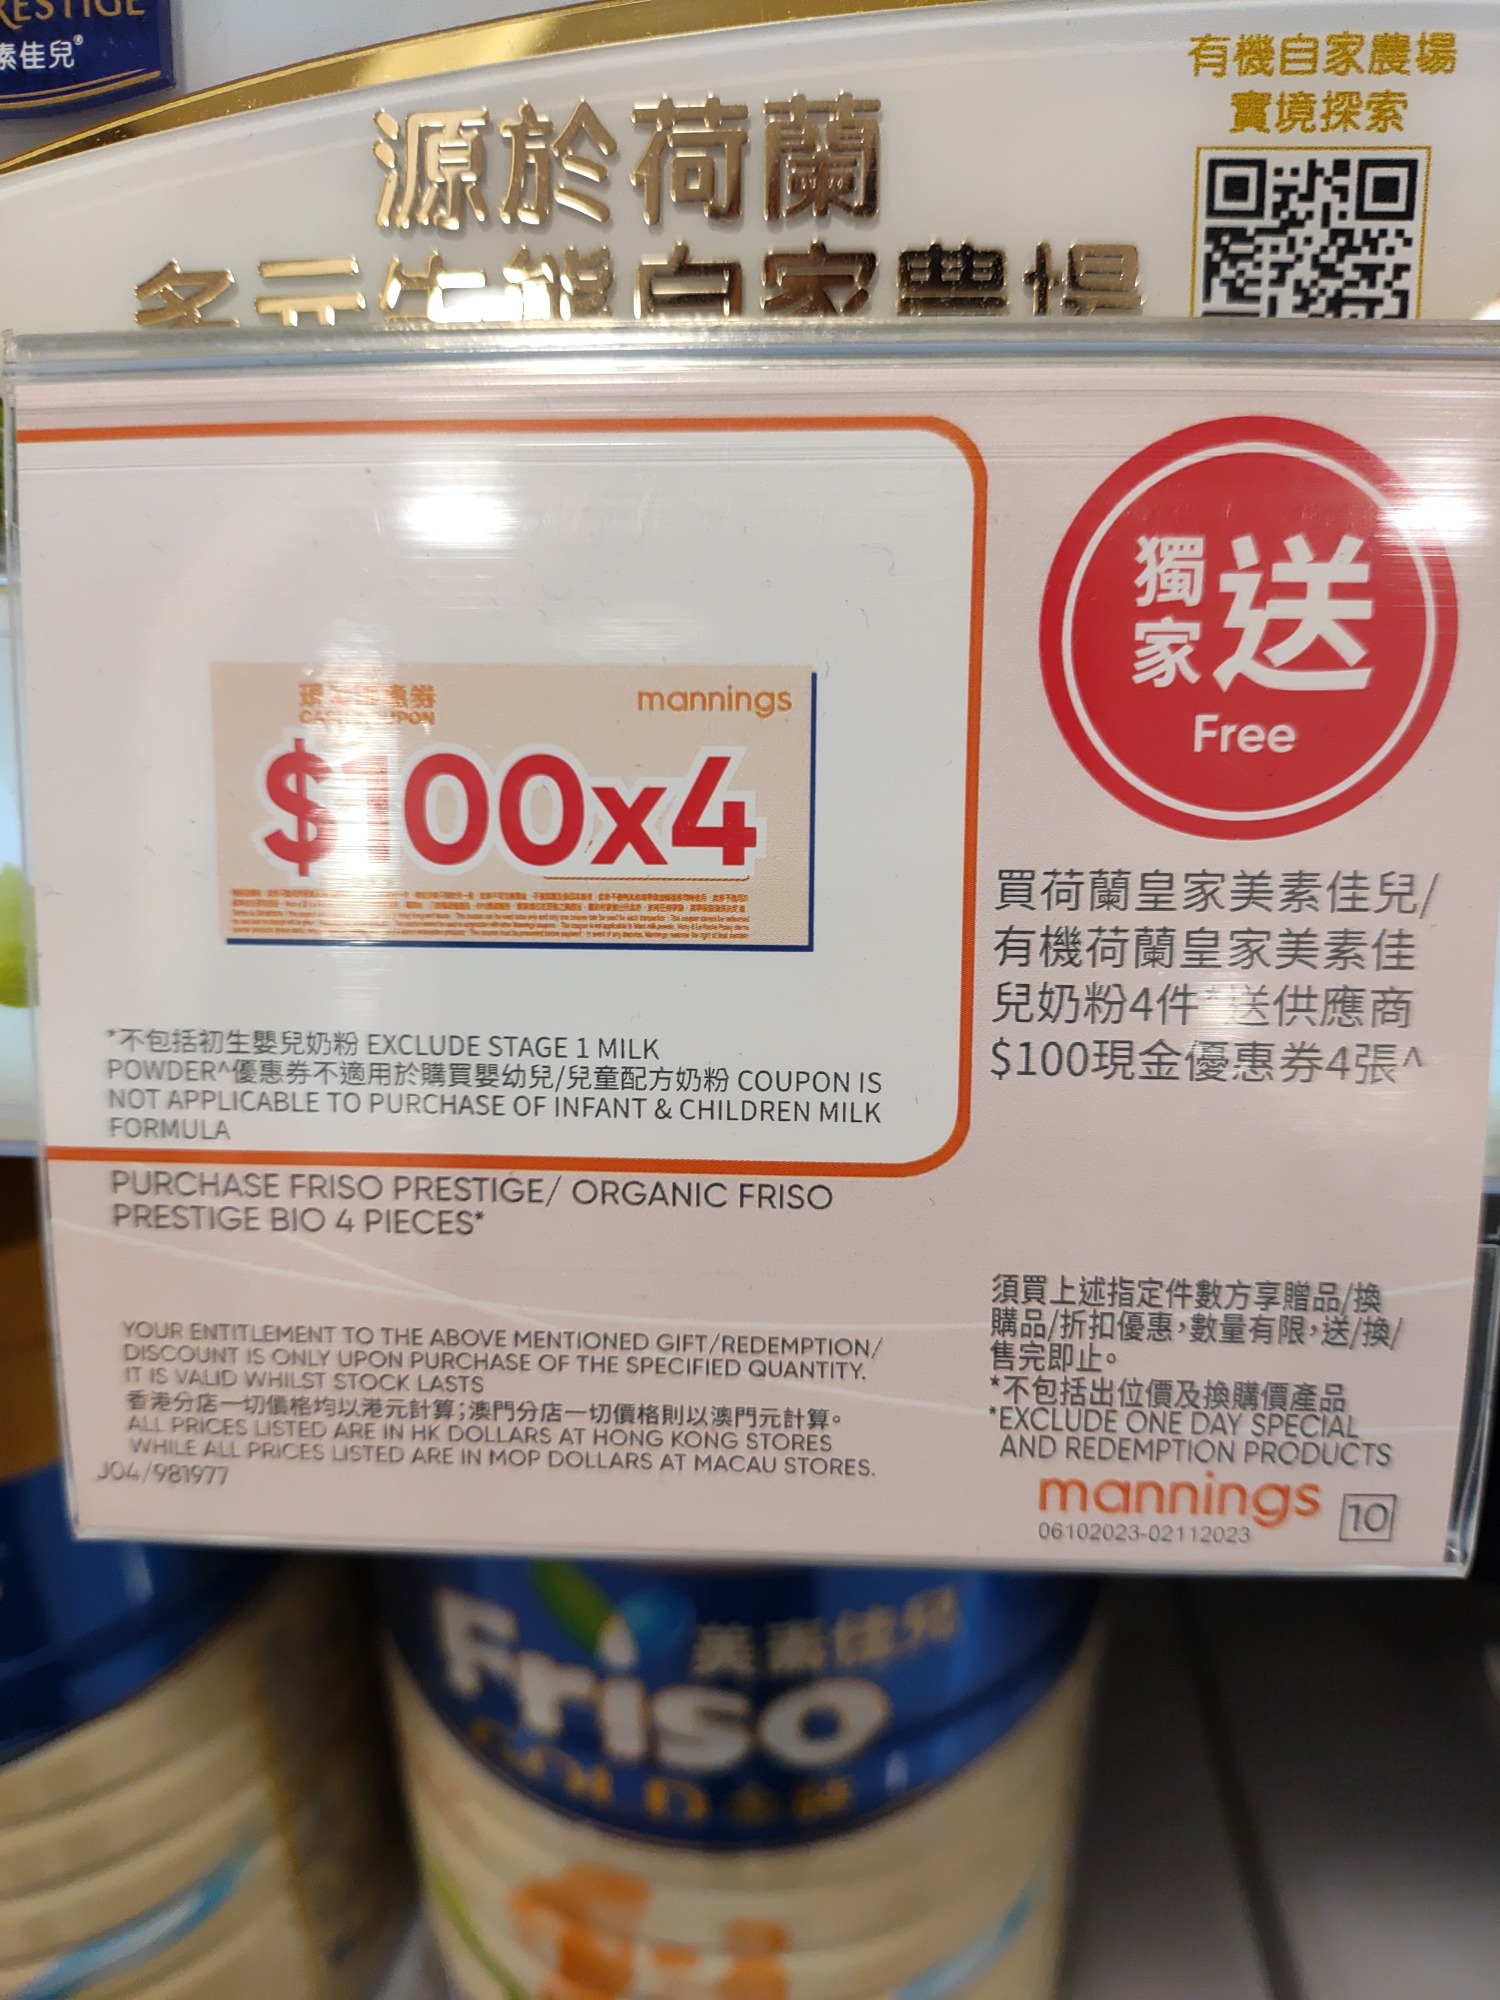 RESTIGE
素佳兒®
有機自家農場
實境探索
源於荷蘭
多元生態自家農場
獨家送
Free
mannings
$100x4
買荷蘭皇家美素佳兒/
有機荷蘭皇家美素佳
兒奶粉4件*送供應商
$100現金優惠券4張^
*不包括初生嬰兒奶粉 EXCLUDE STAGE 1 MILK
POWDER^優惠券不適用於購買嬰幼兒/兒童配方奶粉 COUPON IS
NOT APPLICABLE TO PURCHASE OF INFANT & CHILDREN MILK
FORMULA
PURCHASE FRISO PRESTIGE/ ORGANIC FRISO
PRESTIGE BIO 4 PIECES*
YOUR ENTITLEMENT TO THE ABOVE MENTIONED GIFT/REDEMPTION/
DISCOUNT IS ONLY UPON PURCHASE OF THE SPECIFIED QUANTITY.
IT IS VALID WHILST STOCK LASTS
香港分店一切價格均以港元計算;澳門分店一切價格則以澳門元計算。
ALL PRICES LISTED ARE IN HK DOLLARS AT HONG KONG STORES
WHILE ALL PRICES LISTED ARE IN MOP DOLLARS AT MACAU STORES.
J04/981977
須買上述指定件數方享贈品/換
購品/折扣優惠,數量有限,送/換/
售完即止。
*不包括出位價及換購價產品
*EXCLUDE ONE DAY SPECIAL
AND REDEMPTION PRODUCTS
mannings 10
06102023-02112023
美素佳兒
Friso
GOLD